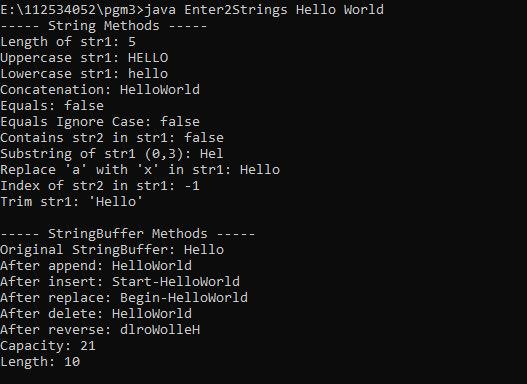 E:\112534052\pgm3>java Enter2Strings Hello World
----- String Methods -----
Length of str1: 5
Uppercase str1: HELLO
Lowercase str1: hello
Concatenation: HelloWorld
Equals: false
Equals Ignore Case: false
Contains str2 in str1: false
Substring of str1 (0,3): Hel
Replace 'a' with 'x' in str1: Hello
Index of str2 in str1: -1
Trim str1: 'Hello'

----- StringBuffer Methods -----
Original StringBuffer: Hello
After append: HelloWorld
After insert: Start-HelloWorld
After replace: Begin-HelloWorld
After delete: HelloWorld
After reverse: dlroWolleH
Capacity: 21
Length: 10